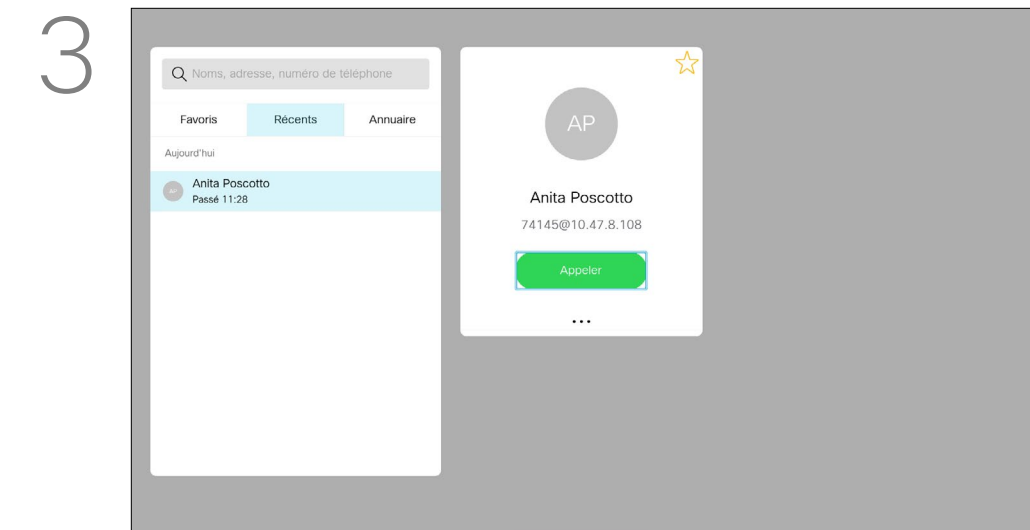 3
Noms, adresse, numéro de téléphone
Favoris Récents Annuaire
Aujourd'hui
AP
Anita Poscotto
Passé 11:28
AP
Anita Poscotto
74145@10.47.8.108
Appeler
...